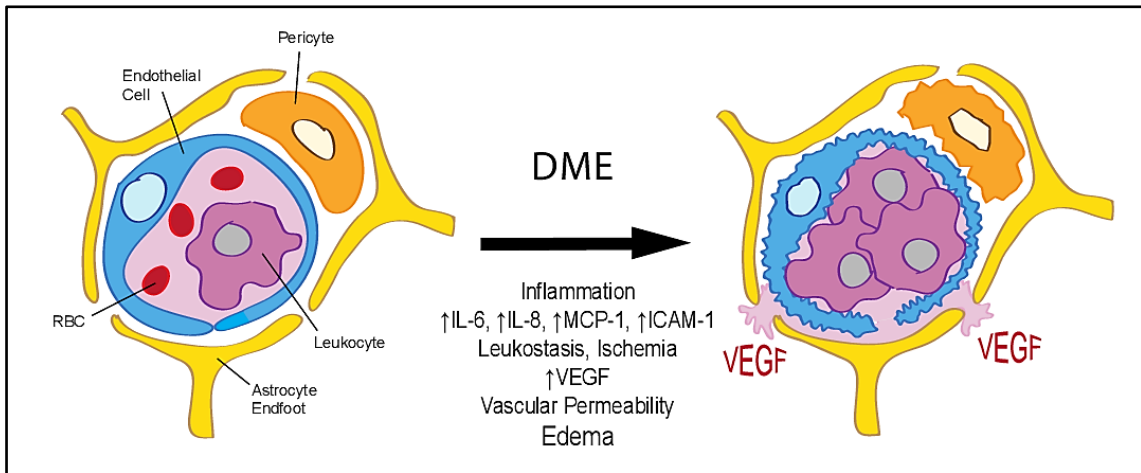 Pericyte
Endothelial
Cell
RBC
Leukocyte
Astrocyte
Endfoot
DME
Inflammation
↑IL-6, ↑IL-8, ↑MCP-1, ↑ICAM-1
Leukostasis, Ischemia
↑VEGF
Vascular Permeability
Edema
VEGF
VEGF